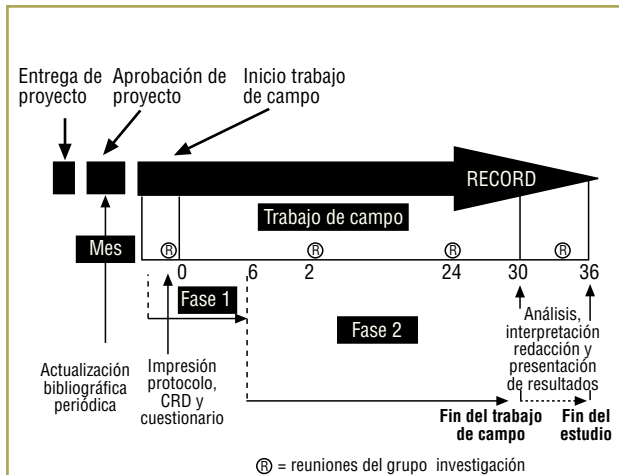 Entrega de
proyecto
Aprobación de
proyecto
Inicio trabajo
de campo
RECORD
Trabajo de campo
Mes
R R R R
0 6 2 24 30 36
Fase 1
Fase 2
Actualización
bibliográfica
periódica
Impresión
protocolo,
CRD y
cuestionario
Análisis,
interpretación
redacción y
presentación
de resultados
Fin del trabajo
de campo
Fin del
estudio
R = reuniones del grupo investigación